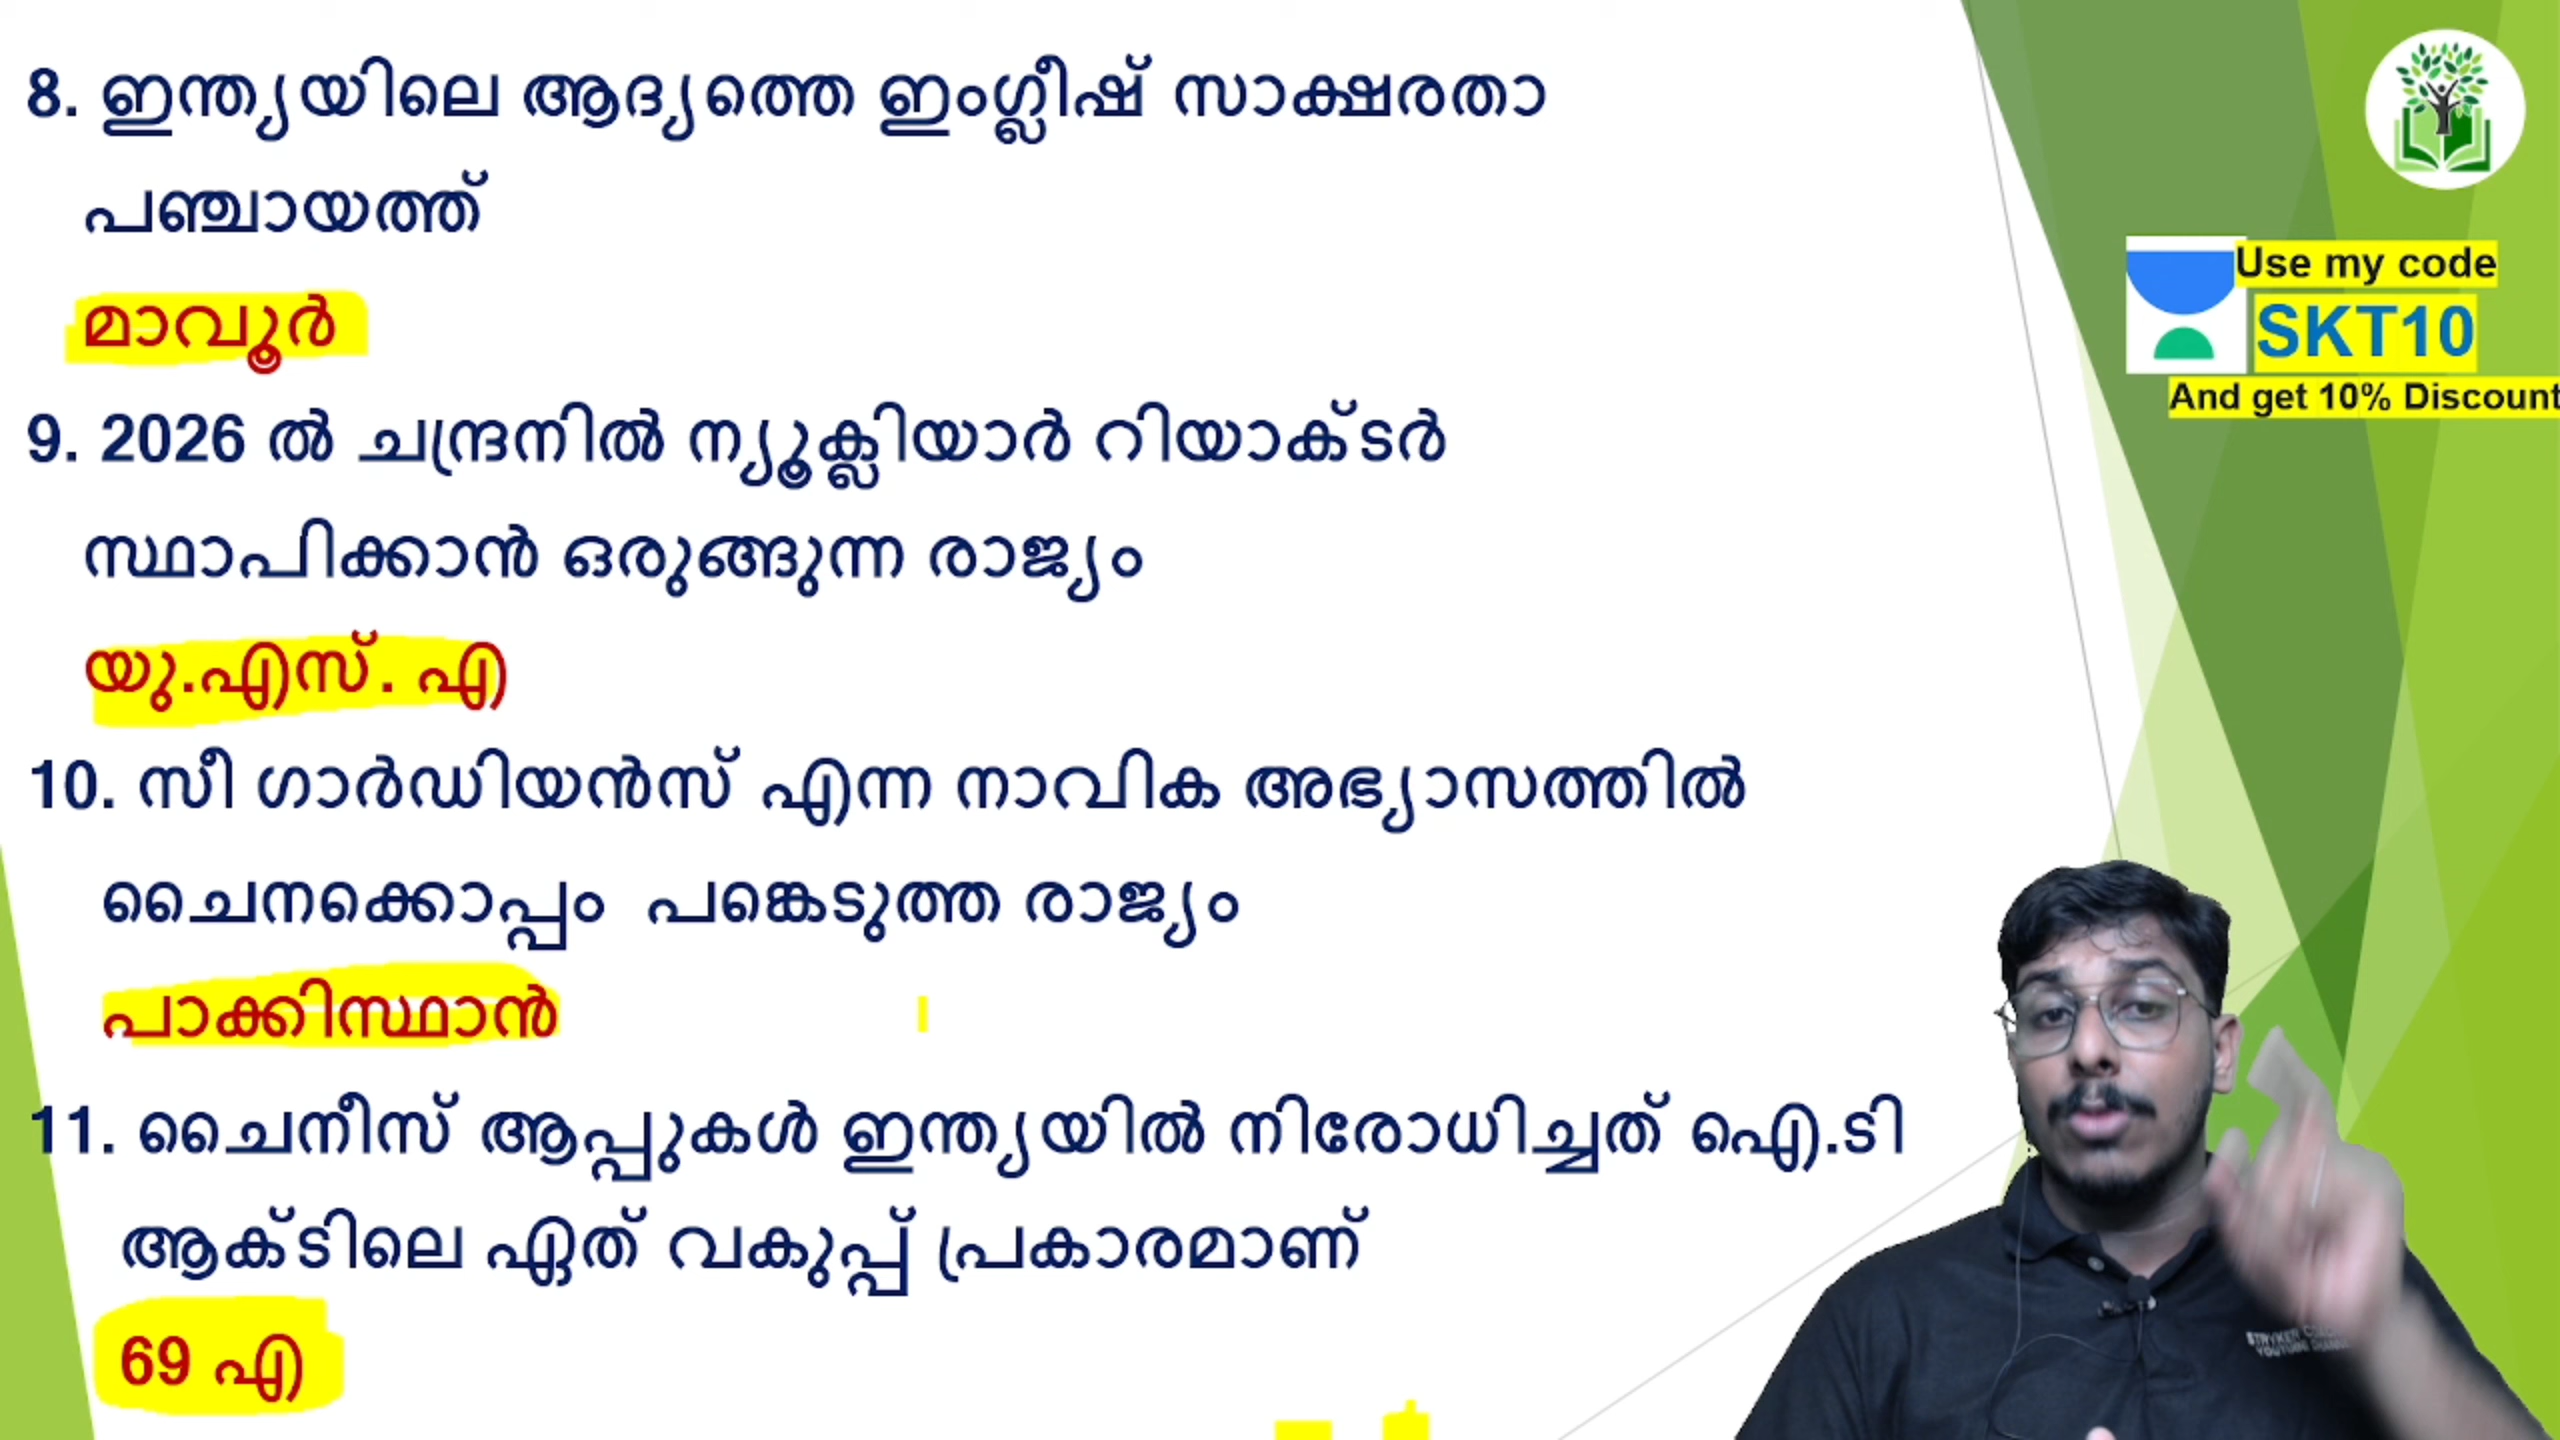 8. ഇന്ത്യയിലെ ആദ്യത്തെ ഇംഗ്ലീഷ് സാക്ഷരതാ
പഞ്ചായത്ത്
മാവൂർ
9. 2026 ൽ ചന്ദ്രനിൽ ന്യൂക്ലിയാർ റിയാക്ടർ
സ്ഥാപിക്കാൻ ഒരുങ്ങുന്ന രാജ്യം
യു.എസ്. എ
10. സീ ഗാർഡിയൻസ് എന്ന നാവിക അഭ്യാസത്തിൽ
ചൈനക്കൊപ്പം പങ്കെടുത്ത രാജ്യം
പാക്കിസ്ഥാൻ
11. ചൈനീസ് ആപ്പുകൾ ഇന്ത്യയിൽ നിരോധിച്ചത് ഐ.ടി
ആക്ടിലെ ഏത് വകുപ്പ് പ്രകാരമാണ്
69 എ
Use my code
SKT10
And get 10% Discount